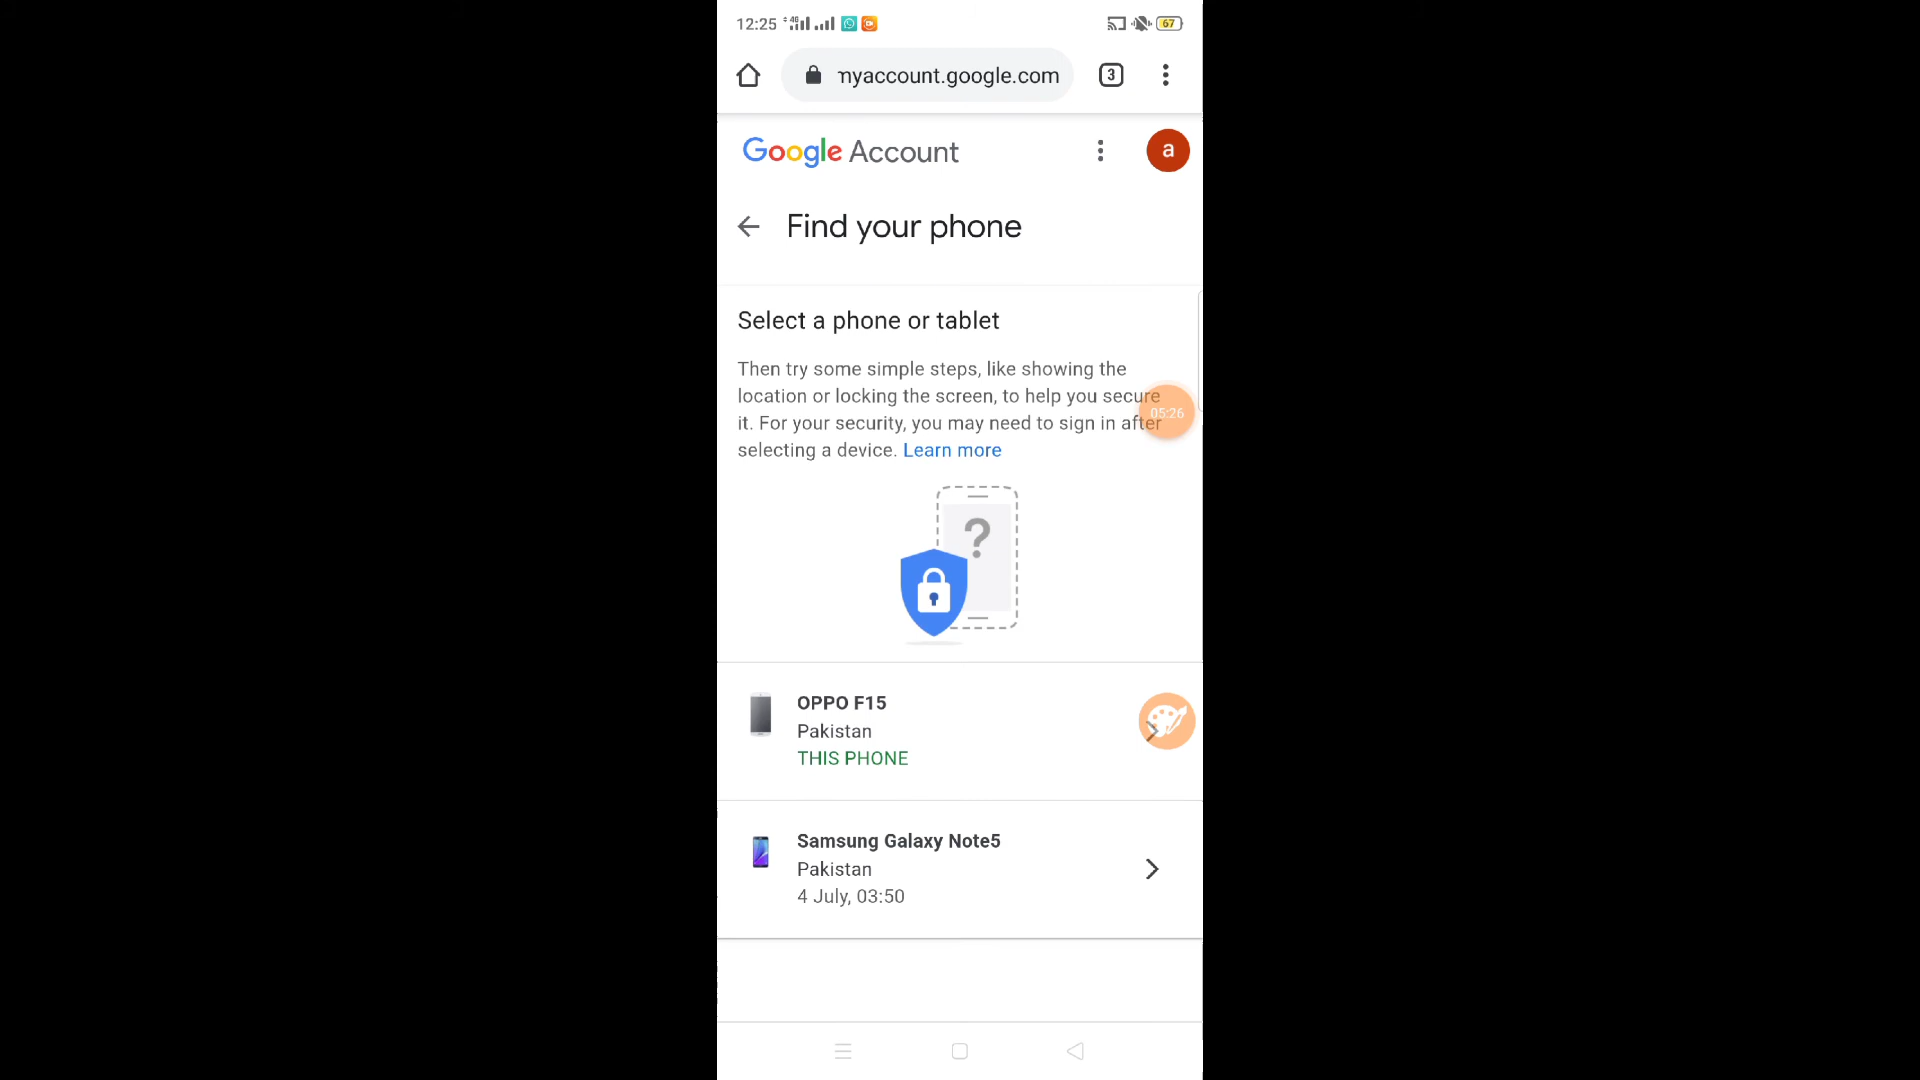 12:25 4G 67
myaccount.google.com 3
Google Account a
Find your phone
Select a phone or tablet
Then try some simple steps, like showing the
location or locking the screen, to help you secure
it. For your security, you may need to sign in after
selecting a device. Learn more
05:26
?
OPPO F15
Pakistan
THIS PHONE
Samsung Galaxy Note5
Pakistan
4 July, 03:50